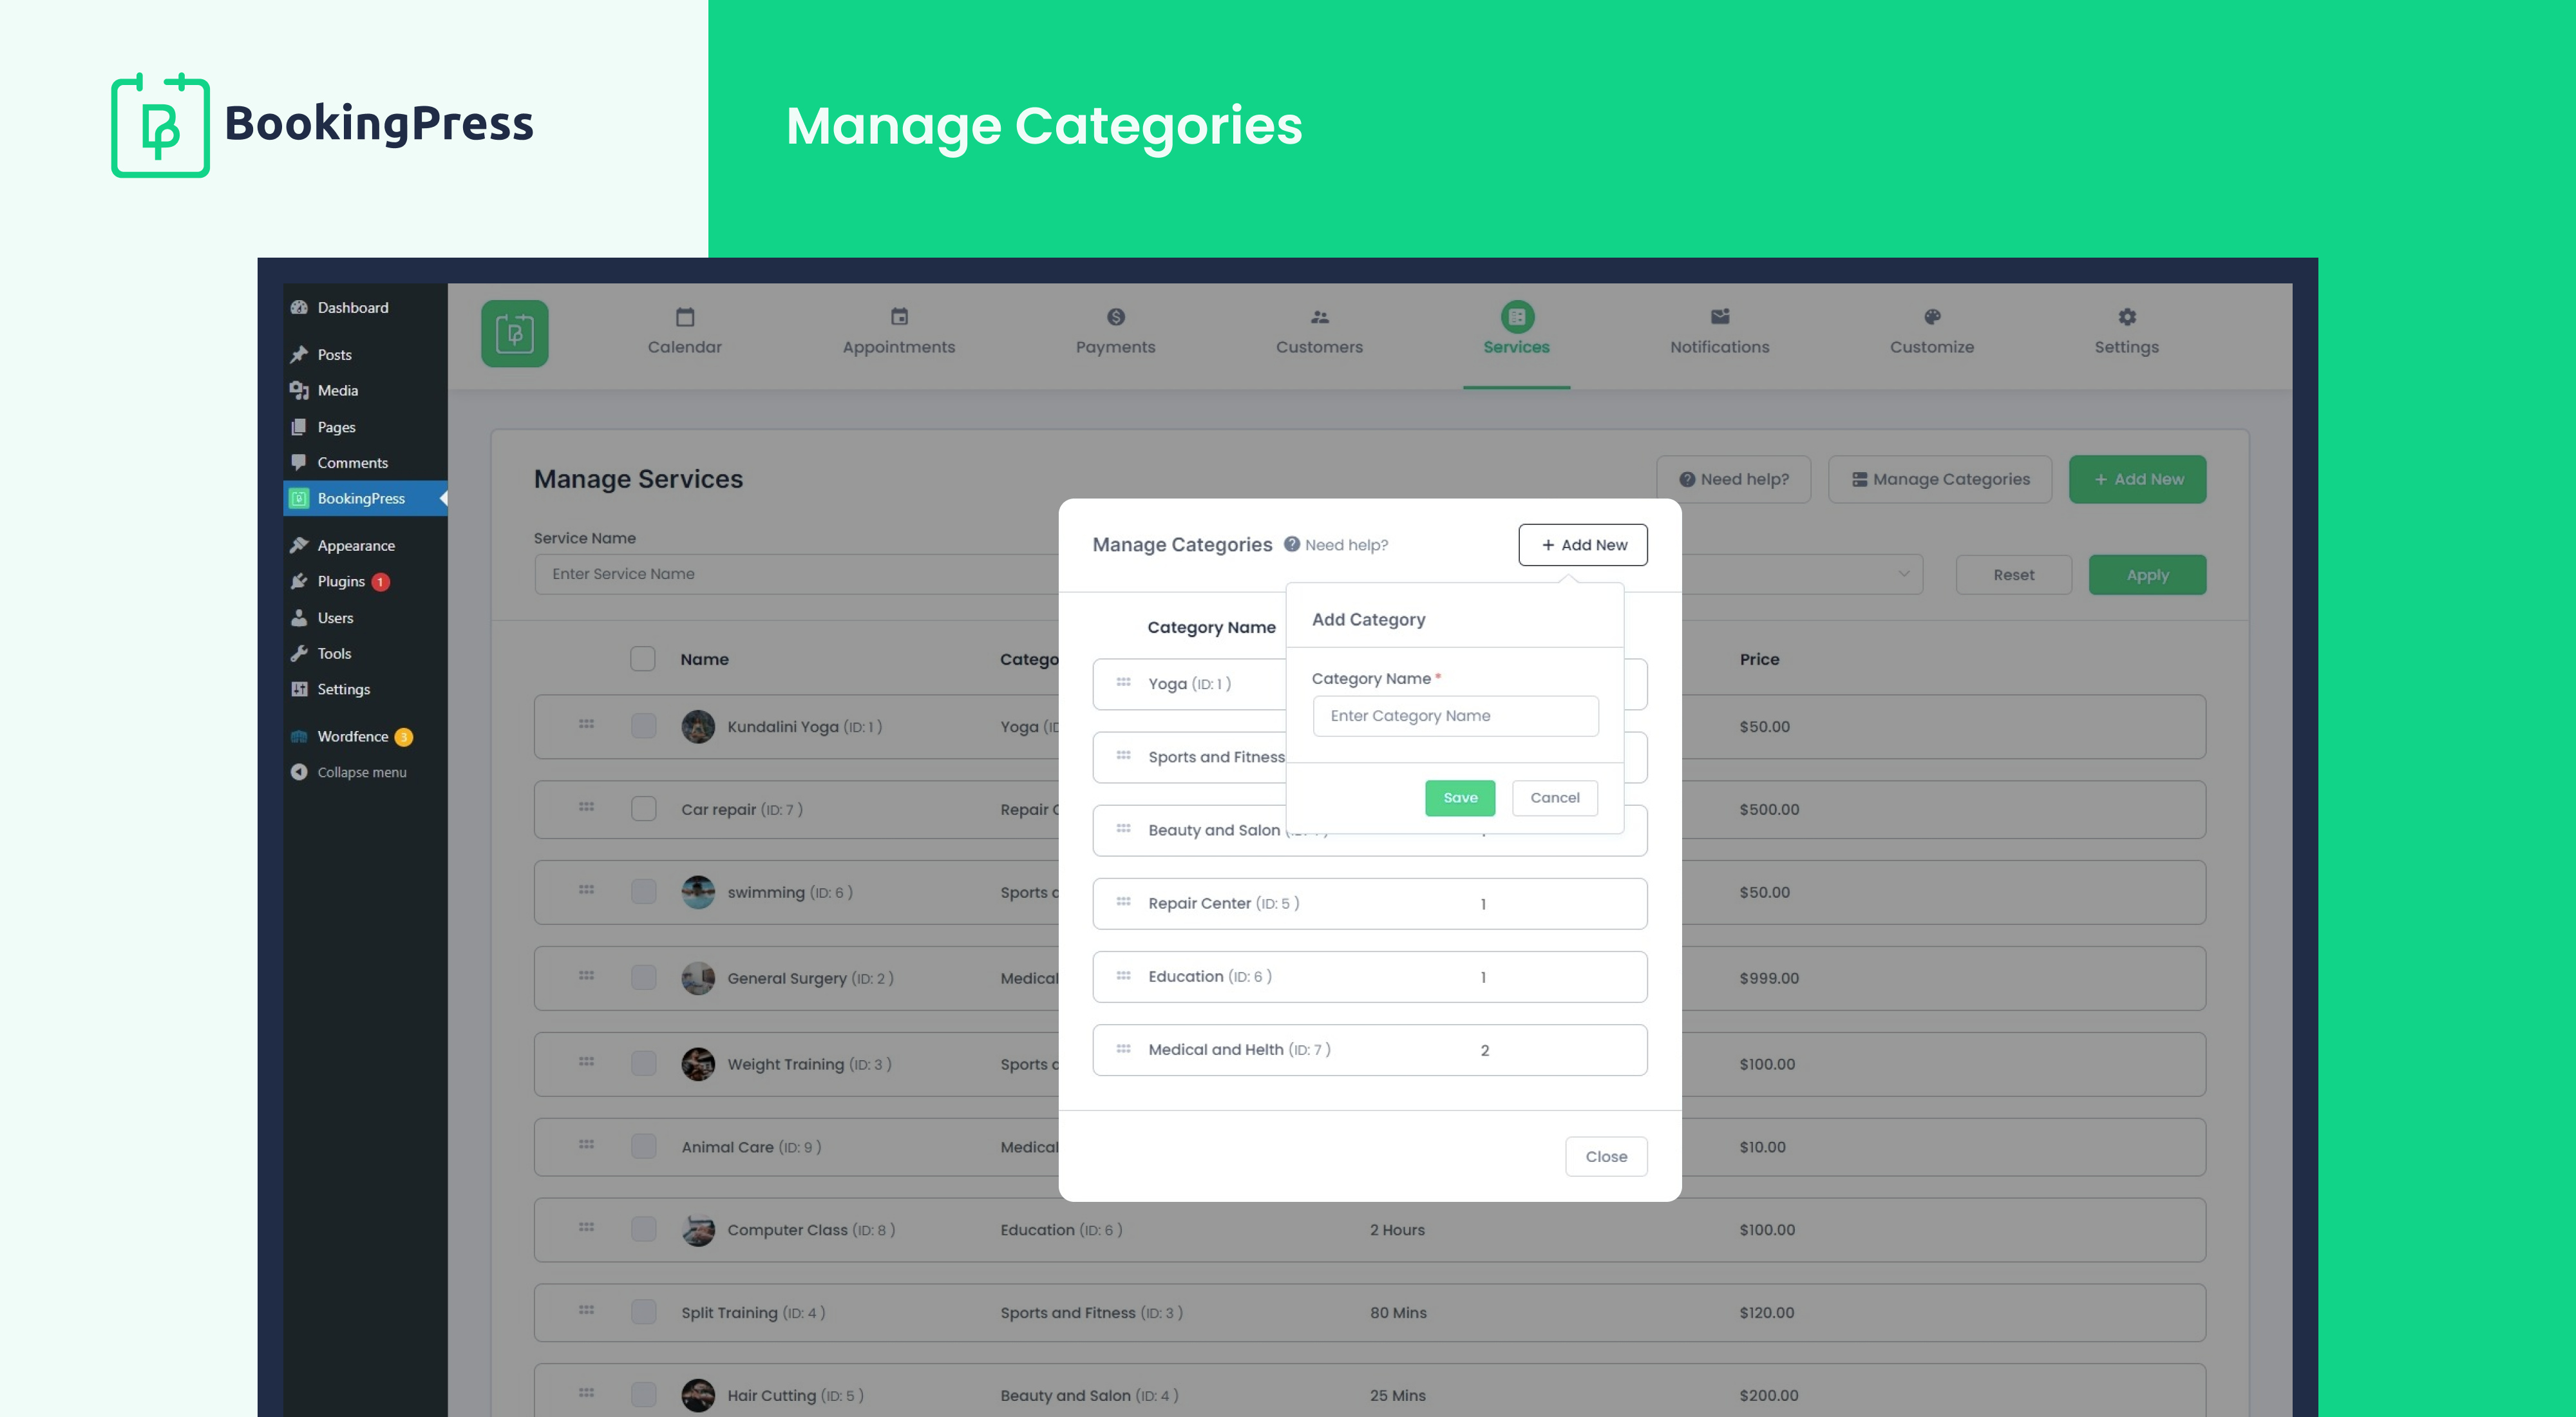 BookingPress
Manage Categories
Dashboard
Posts
Media
Pages
Comments
BookingPress
Appearance
Plugins 1
Users
Tools
Settings
Wordfence 3
Collapse menu
Calendar
Appointments
Payments
Customers
Services
Notifications
Customize
Settings
Manage Services
Need help?
Manage Categories
+ Add New
Service Name
Enter Service Name
Reset
Apply
Name Catego Price
Kundalini Yoga (ID: 1 ) Yoga (ID $50.00
Car repair (ID: 7 ) Repair C $500.00
swimming (ID: 6 ) Sports a $50.00
General Surgery (ID: 2 ) Medical $999.00
Weight Training (ID: 3 ) Sports a $100.00
Animal Care (ID: 9 ) Medical $10.00
Computer Class (ID: 8 ) Education (ID: 6 ) 2 Hours $100.00
Split Training (ID: 4 ) Sports and Fitness (ID: 3 ) 80 Mins $120.00
Hair Cutting (ID: 5 ) Beauty and Salon (ID: 4 ) 25 Mins $200.00
Manage Categories Need help?
+ Add New
Category Name
Yoga (ID: 1 )
Sports and Fitness
Beauty and Salon
Repair Center (ID: 5 ) 1
Education (ID: 6 ) 1
Medical and Helth (ID: 7 ) 2
Close
Add Category
Category Name *
Enter Category Name
Save
Cancel